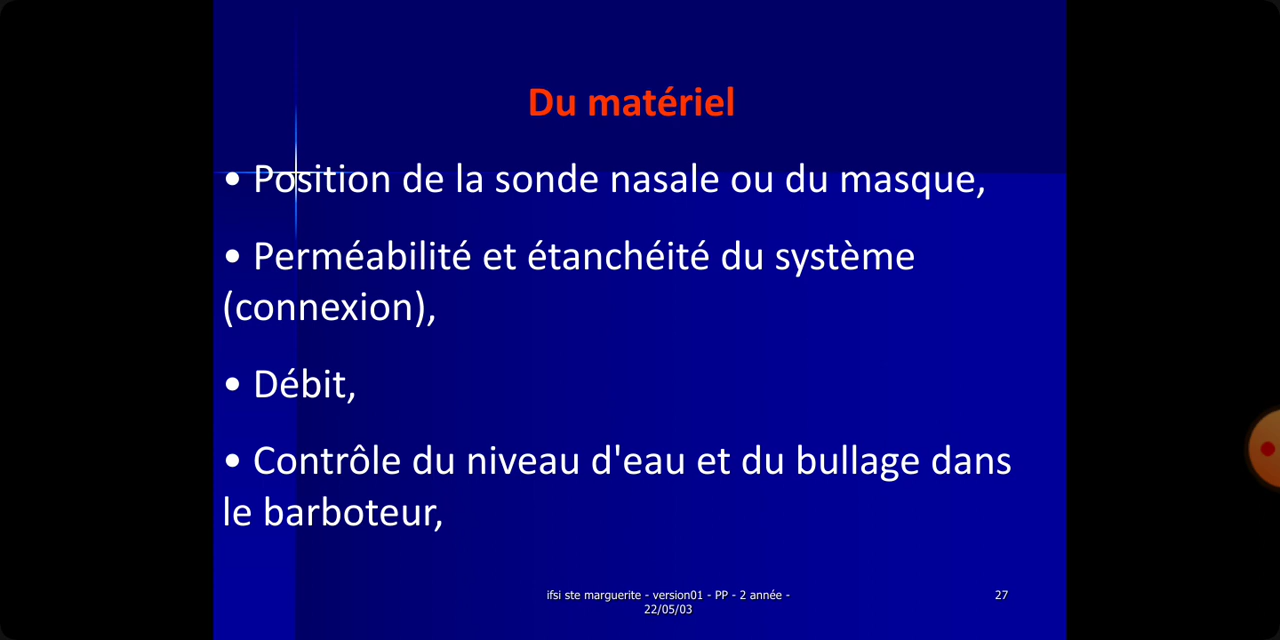 Du matériel
• Position de la sonde nasale ou du masque,
• Perméabilité et étanchéité du système
(connexion),
• Débit,
• Contrôle du niveau d'eau et du bullage dans
le barboteur,
ifsi ste marguerite - version01 - PP - 2 année -
22/05/03
27